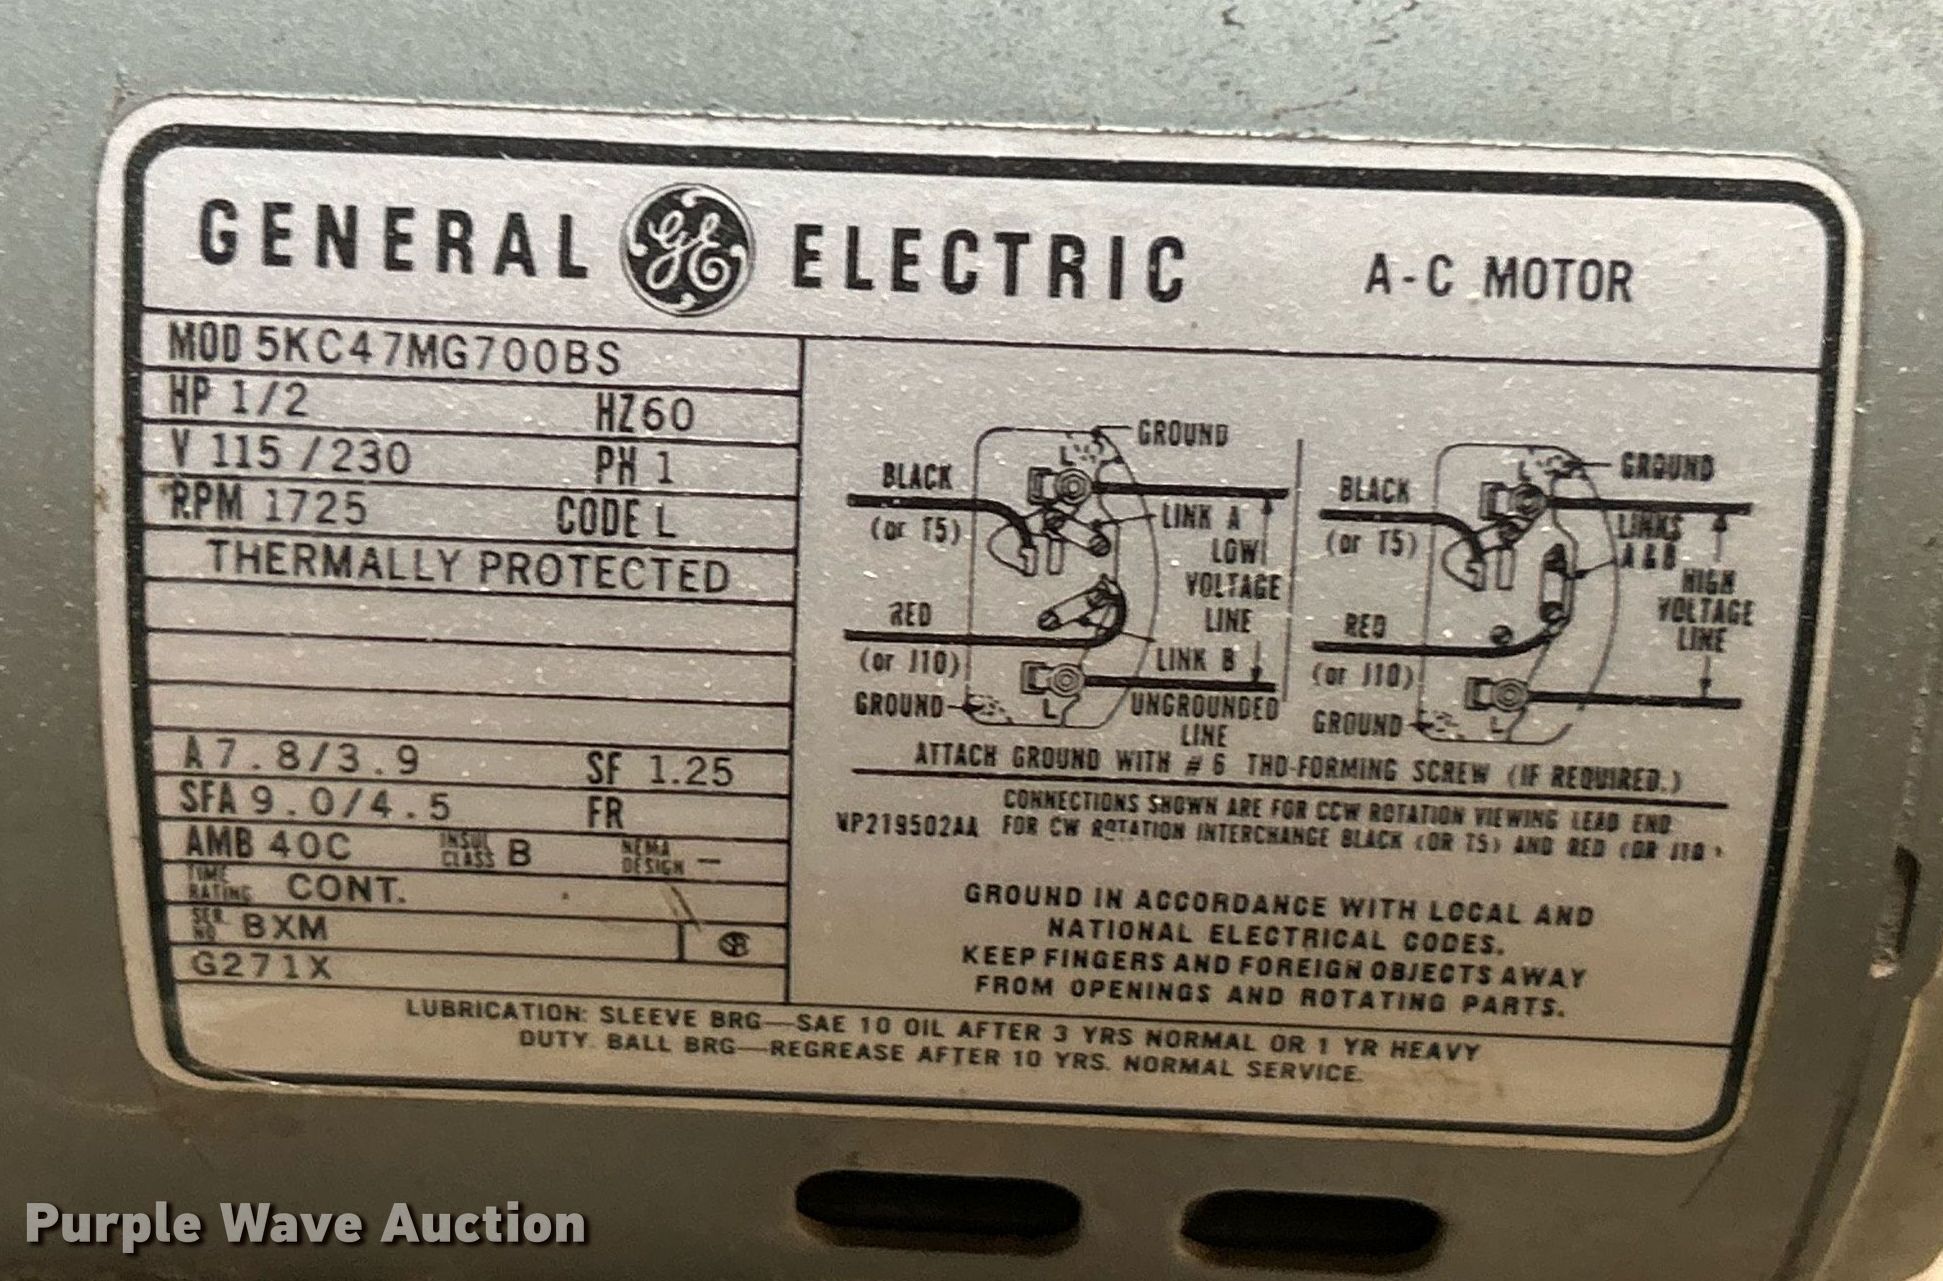 GENERAL GE ELECTRIC A-C MOTOR
MOD 5KC47MG700BS
HP 1/2 HZ 60
V 115/230 PH 1
RPM 1725 CODE L
THERMALLY PROTECTED
A 7.8/3.9 SF 1.25
SFA 9.0/4.5 FR
AMB 40C INSUL CLASS B NEMA DESIGN —
TIME RATING CONT.
SER. NO BXM
G271X
GROUND
BLACK
(or T5)
LINK A
LOW
VOLTAGE
LINE
RED
(or J10)
LINK B
GROUND
L
L
UNGROUNDED
LINE
GROUND
BLACK
(or T5)
LINKS
A & B
HIGH
VOLTAGE
LINE
RED
(or J10)
GROUND
L
L
ATTACH GROUND WITH # 6 THD-FORMING SCREW (IF REQUIRED.)
CONNECTIONS SHOWN ARE FOR CCW ROTATION VIEWING LEAD END
NP219502AA FOR CW ROTATION INTERCHANGE BLACK (OR T5) AND RED (OR J10)
GROUND IN ACCORDANCE WITH LOCAL AND
NATIONAL ELECTRICAL CODES.
KEEP FINGERS AND FOREIGN OBJECTS AWAY
FROM OPENINGS AND ROTATING PARTS.
LUBRICATION: SLEEVE BRG—SAE 10 OIL AFTER 3 YRS NORMAL OR 1 YR HEAVY
DUTY. BALL BRG—REGREASE AFTER 10 YRS. NORMAL SERVICE.
Purple Wave Auction